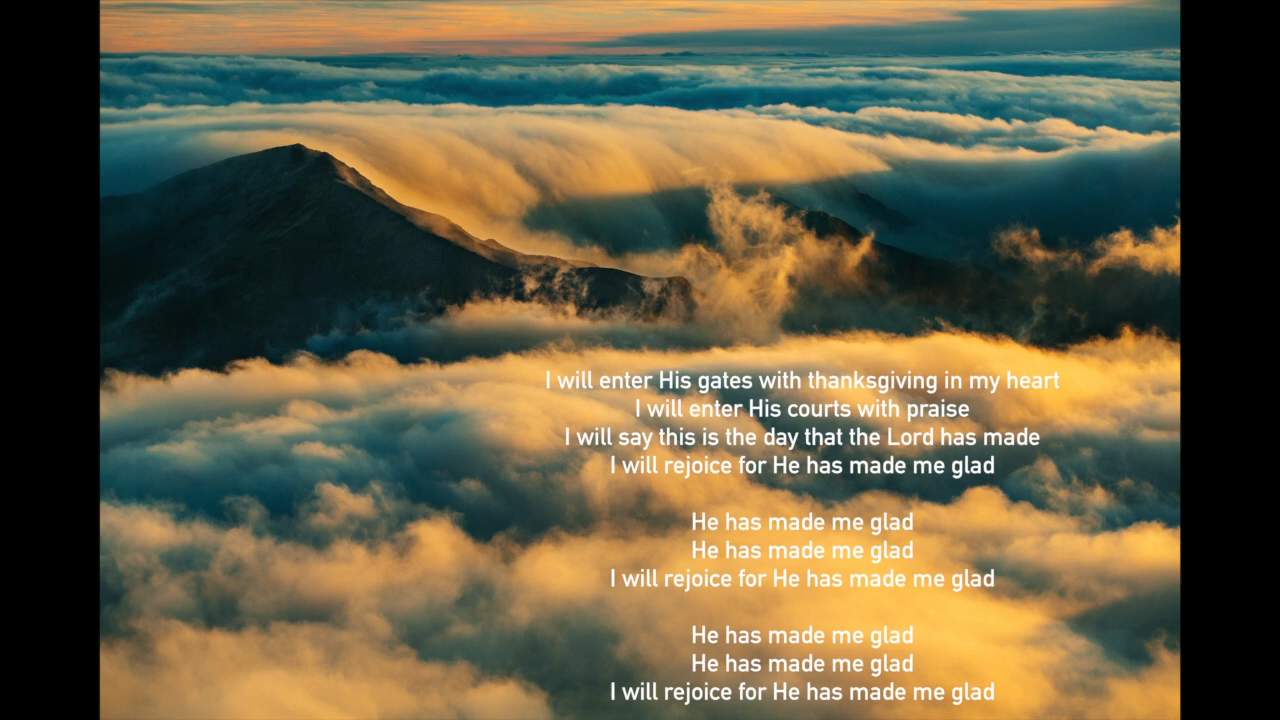 I will enter His gates with thanksgiving in my heart
I will enter His courts with praise
I will say this is the day that the Lord has made
I will rejoice for He has made me glad
He has made me glad
He has made me glad
I will rejoice for He has made me glad
He has made me glad
He has made me glad
I will rejoice for He has made me glad